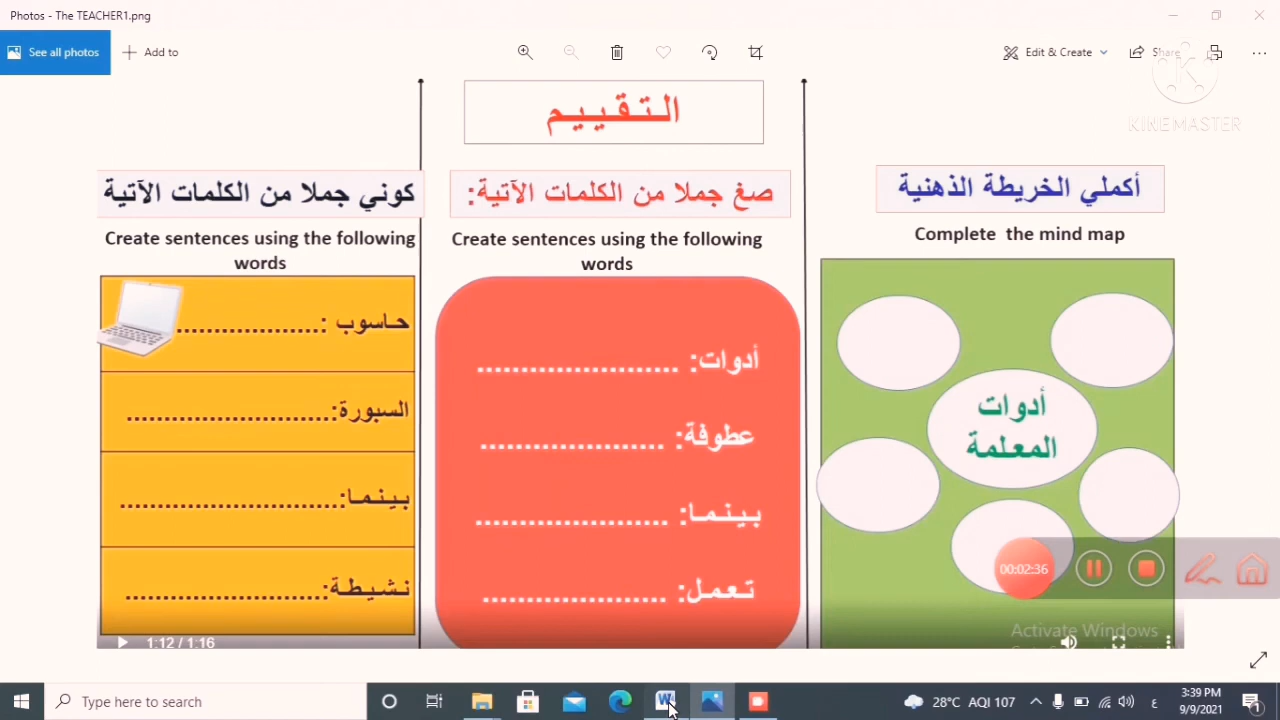 Photos - The TEACHER1.png
See all photos
Add to
Edit & Create
Share
KINEMASTER
التقييم
أكملي الخريطة الذهنية
Complete the mind map
أدوات
المعلمة
صغ جملا من الكلمات الآتية:
Create sentences using the following
words
أدوات: ......................
عطوفة: ....................
بينما: .....................
تعمل: ....................
كوني جملا من الكلمات الآتية
Create sentences using the following
words
حاسوب :...................
السبورة:...........................
بينما:.............................
نشيطة:..........................
1:12 / 1:16
00:02:36
Activate Windows
Type here to search
28°C AQI 107
ع
3:39 PM
9/9/2021
1